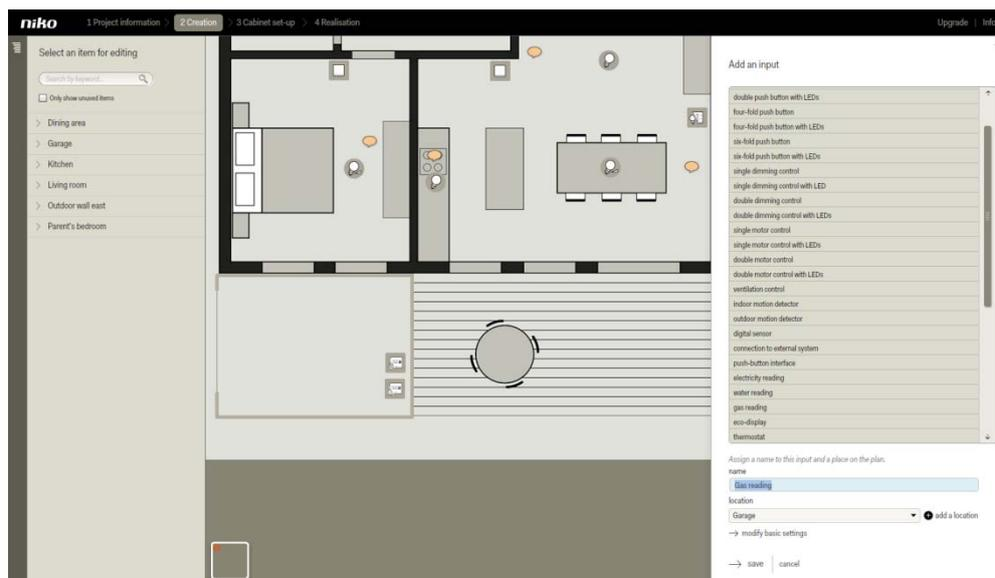 niko
1 Project information > 2 Creation > 3 Cabinet set-up > 4 Realisation
Upgrade | Info
Select an item for editing
Search by keyword...
Only show unused items
> Dining area
> Garage
> Kitchen
> Living room
> Outdoor wall east
> Parent's bedroom
Add an input
double push button with LEDs
four-fold push button
four-fold push button with LEDs
six-fold push button
six-fold push button with LEDs
single dimming control
single dimming control with LED
double dimming control
double dimming control with LEDs
single motor control
single motor control with LEDs
double motor control
double motor control with LEDs
ventilation control
indoor motion detector
outdoor motion detector
digital sensor
connection to external system
push-button interface
electricity reading
water reading
gas reading
eco-display
thermostat
Assign a name to this input and a place on the plan.
name
Gas reading
location
Garage
add a location
modify basic settings
save | cancel